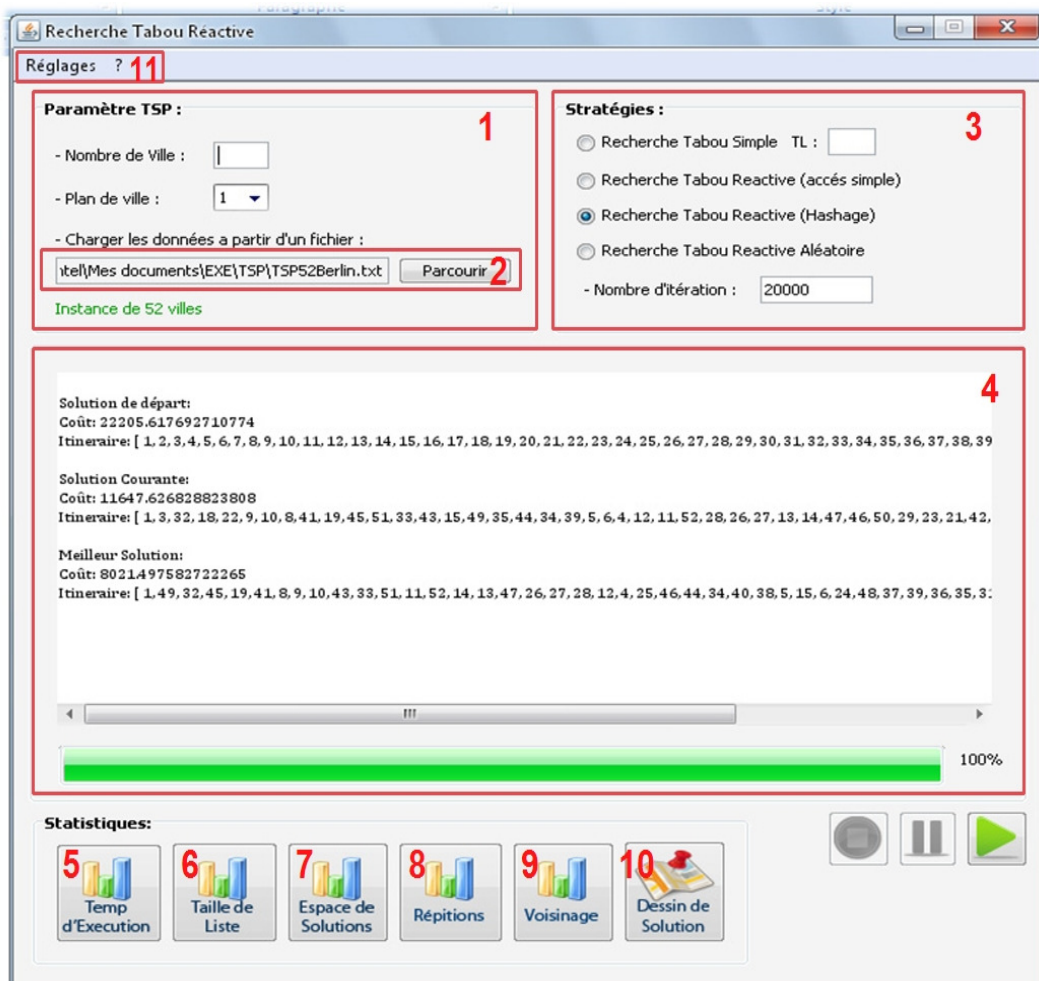 Paragraphe Style
Recherche Tabou Réactive
Réglages ? 11
Paramètre TSP : 1
- Nombre de Ville :
- Plan de ville : 1
- Charger les données a partir d'un fichier :
\tel\Mes documents\EXE\TSP\TSP52Berlin.txt Parcourir 2
Instance de 52 villes
Stratégies : 3
Recherche Tabou Simple TL :
Recherche Tabou Reactive (accés simple)
Recherche Tabou Reactive (Hashage)
Recherche Tabou Reactive Aléatoire
- Nombre d'itération : 20000
4
Solution de départ:
Coût: 22205.617692710774
Itineraire: [ 1,2,3,4,5,6,7,8,9,10,11,12,13,14,15,16,17,18,19,20,21,22,23,24,25,26,27,28,29,30,31,32,33,34,35,36,37,38,39
Solution Courante:
Coût: 11647.626828823808
Itineraire: [ 1,3,32,18,22,9,10,8,41,19,45,51,33,43,15,49,35,44,34,39,5,6,4,12,11,52,28,26,27,13,14,47,46,50,29,23,21,42,
Meilleur Solution:
Coût: 8021.497582722265
Itineraire: [ 1,49,32,45,19,41,8,9,10,43,33,51,11,52,14,13,47,26,27,28,12,4,25,46,44,34,40,38,5,15,6,24,48,37,39,36,35,31
100%
Statistiques:
5 Temp d'Execution
6 Taille de Liste
7 Espace de Solutions
8 Répitions
9 Voisinage
10 Dessin de Solution